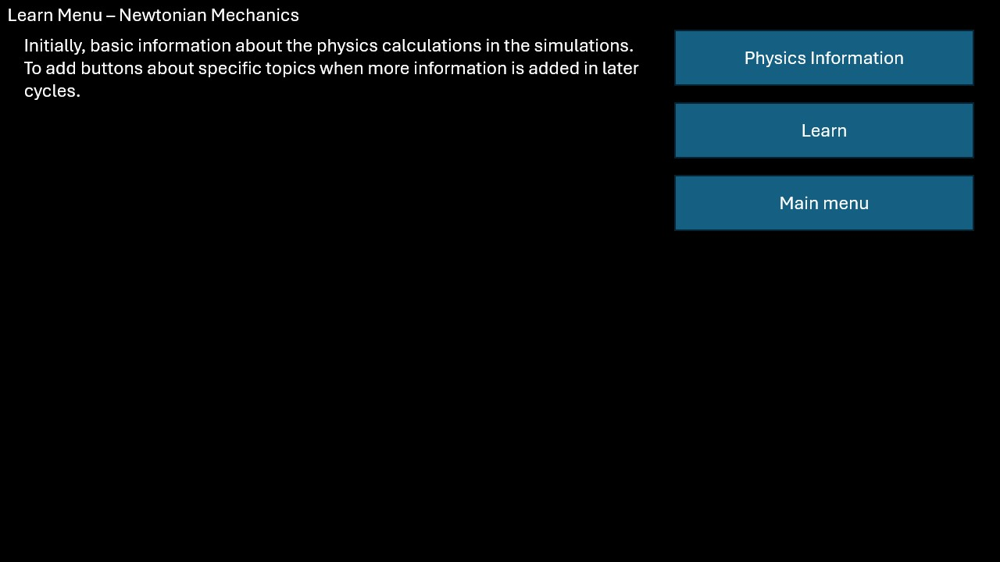 Learn Menu – Newtonian Mechanics
Initially, basic information about the physics calculations in the simulations.
To add buttons about specific topics when more information is added in later
cycles.
Physics Information
Learn
Main menu